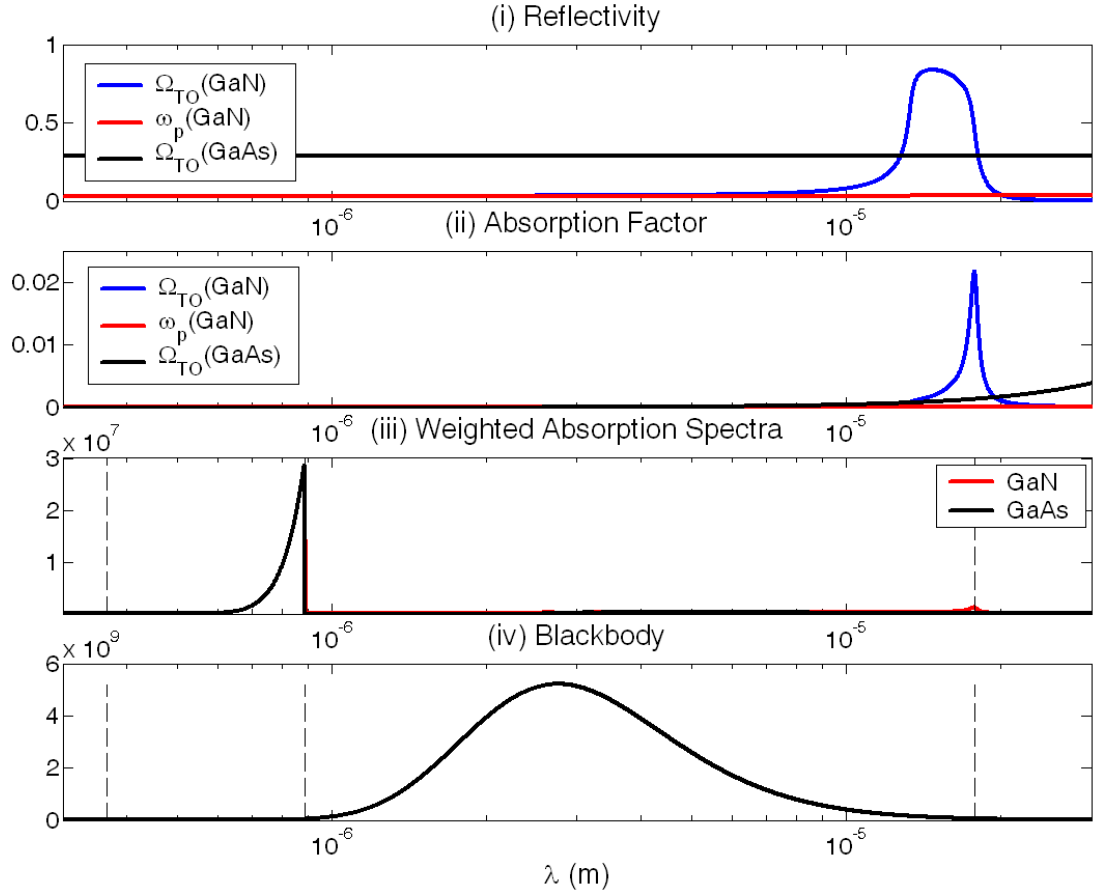 (i) Reflectivity
1
0.5
0
Ω_TO(GaN)
ω_p(GaN)
Ω_TO(GaAs)
10^-6
10^-5
(ii) Absorption Factor
0.02
0.01
0
Ω_TO(GaN)
ω_p(GaN)
Ω_TO(GaAs)
10^-6
10^-5
(iii) Weighted Absorption Spectra
x 10^7
3
2
1
GaN
GaAs
10^-6
10^-5
(iv) Blackbody
x 10^9
6
4
2
0
10^-6
10^-5
λ (m)